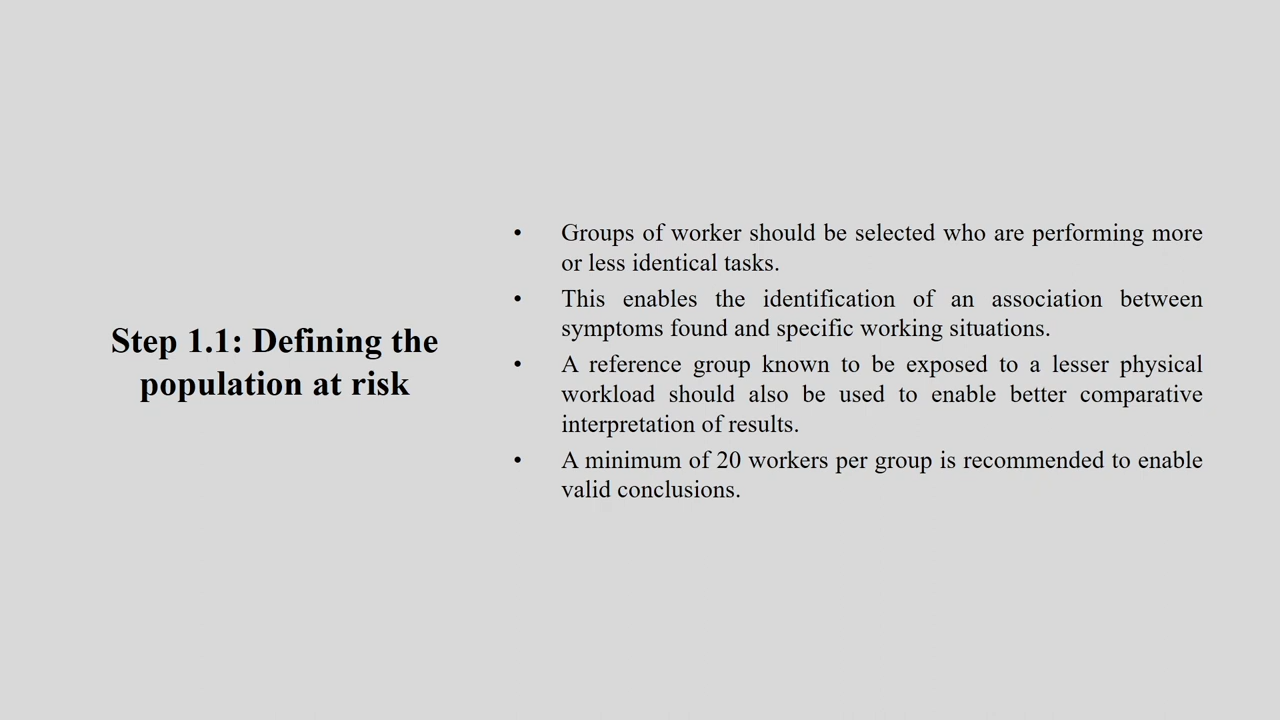 Step 1.1: Defining the
population at risk
• Groups of worker should be selected who are performing more
or less identical tasks.
• This enables the identification of an association between
symptoms found and specific working situations.
• A reference group known to be exposed to a lesser physical
workload should also be used to enable better comparative
interpretation of results.
• A minimum of 20 workers per group is recommended to enable
valid conclusions.